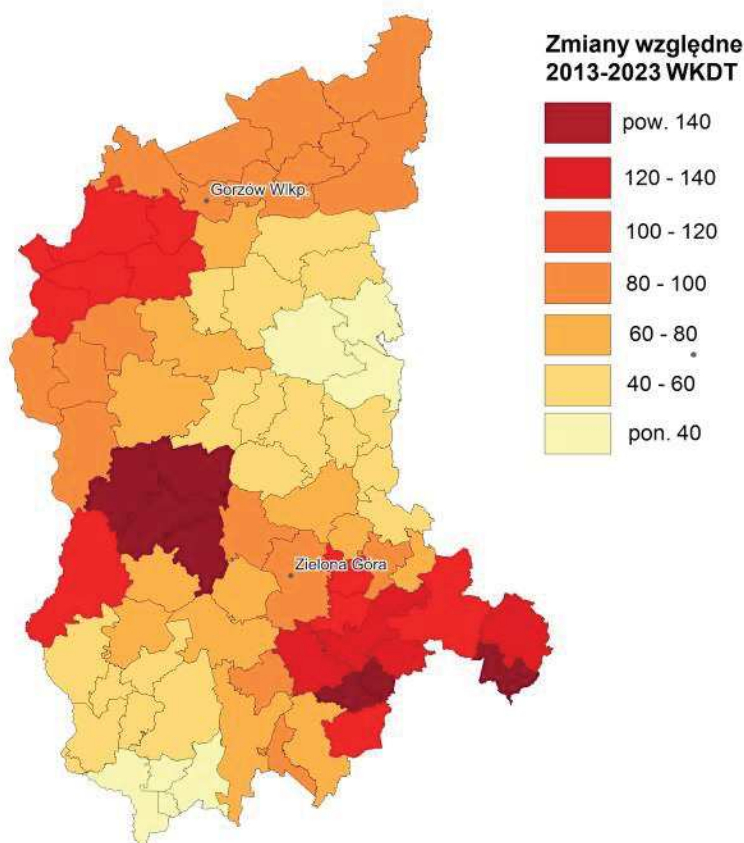 Zmiany względne
2013-2023 WKDT
pow. 140
120 - 140
100 - 120
80 - 100
60 - 80
40 - 60
pon. 40
Gorzów Wlkp.
Zielona Góra